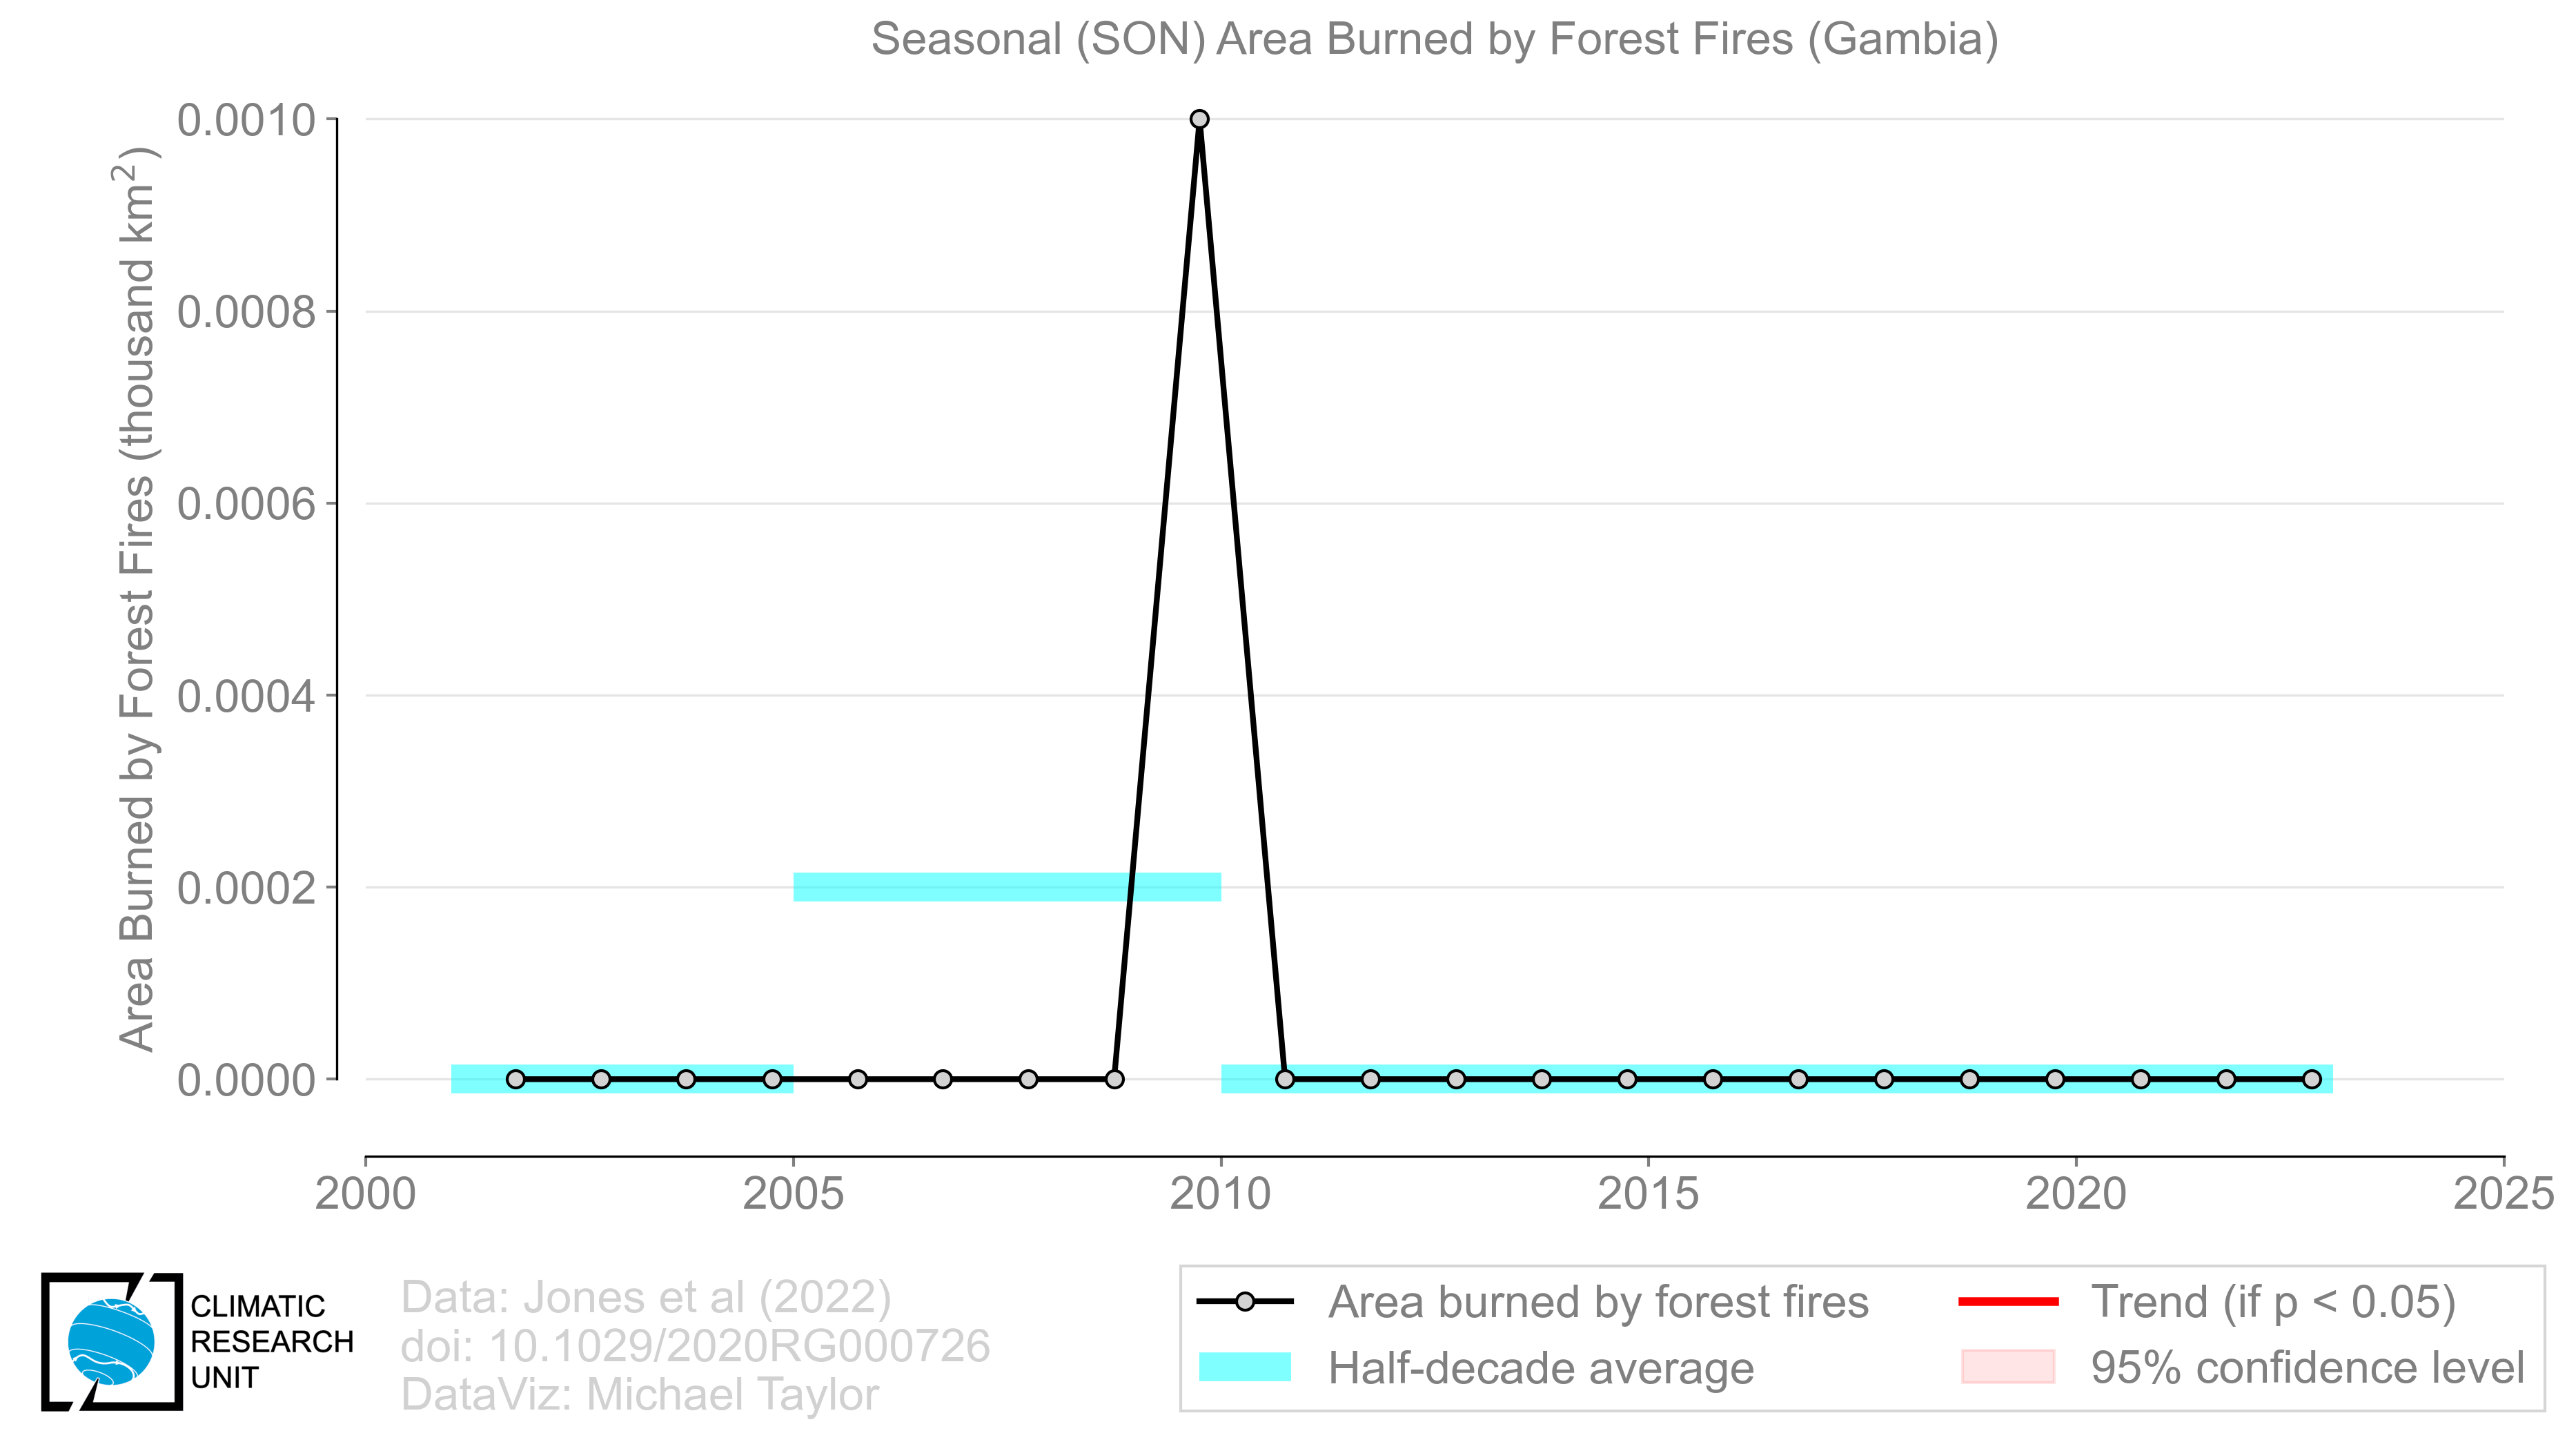 Seasonal (SON) Area Burned by Forest Fires (Gambia)
Area Burned by Forest Fires (thousand km²)
0.0010
0.0008
0.0006
0.0004
0.0002
0.0000
2000 2005 2010 2015 2020 2025
CLIMATIC
RESEARCH
UNIT
Data: Jones et al (2022)
doi: 10.1029/2020RG000726
DataViz: Michael Taylor
Area burned by forest fires
Half-decade average
Trend (if p < 0.05)
95% confidence level